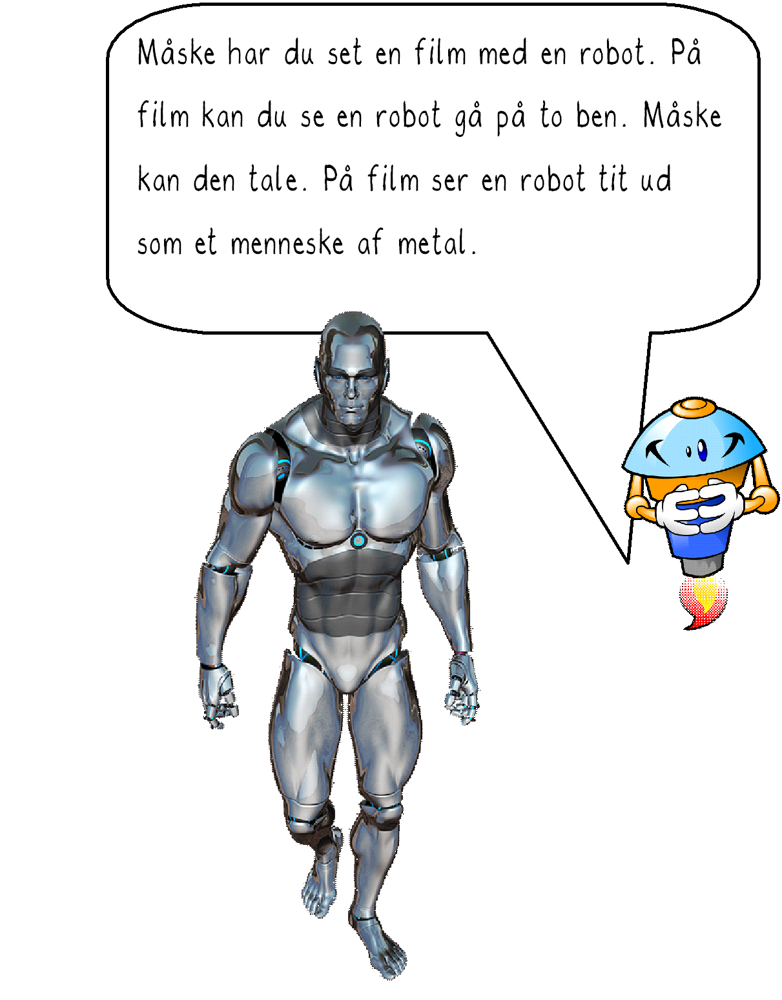 Måske har du set en film med en robot. På
film kan du se en robot gå på to ben. Måske
kan den tale. På film ser en robot tit ud
som et menneske af metal.